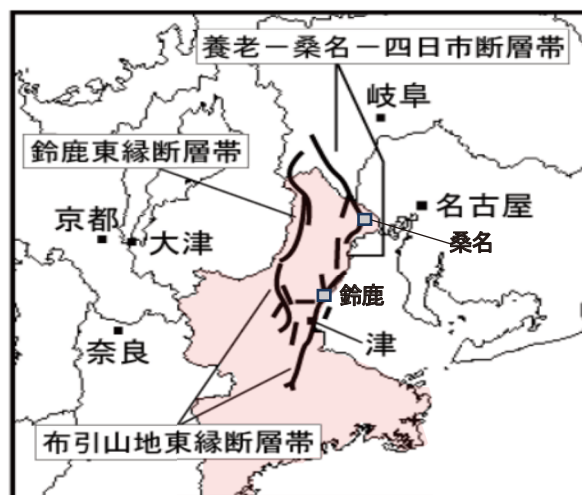 養老－桑名－四日市断層帯
岐阜
鈴鹿東縁断層帯
名古屋
京都
大津
桑名
鈴鹿
奈良
津
布引山地東縁断層帯